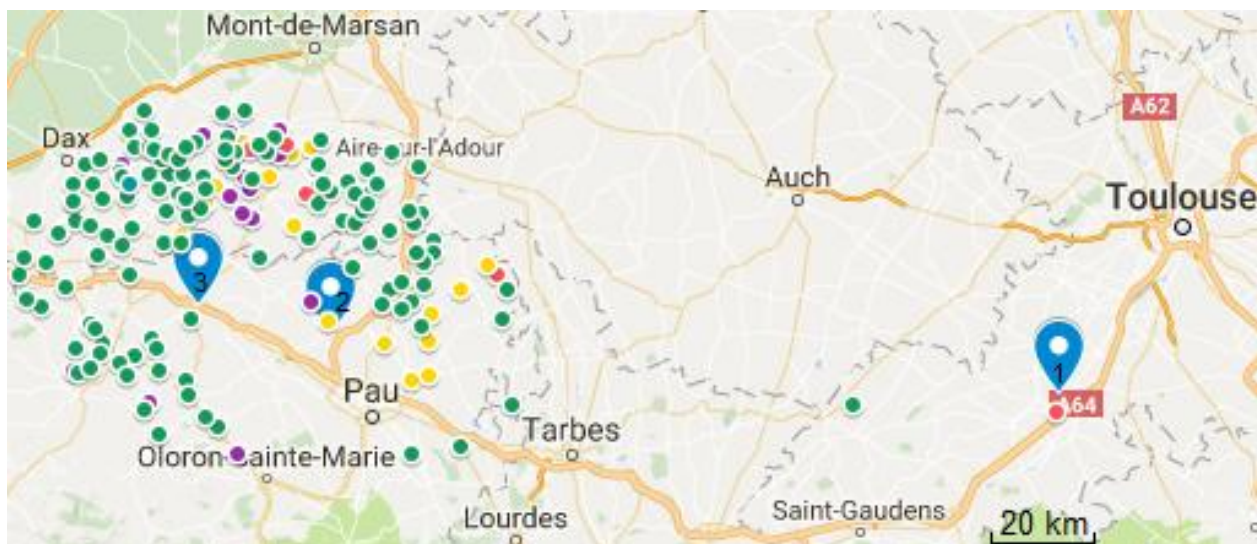 Mont-de-Marsan
A62
Dax
Aire-sur-l'Adour
Auch
Toulouse
3
2
1
Pau
A64
Tarbes
Oloron-Sainte-Marie
Saint-Gaudens
Lourdes
20 km